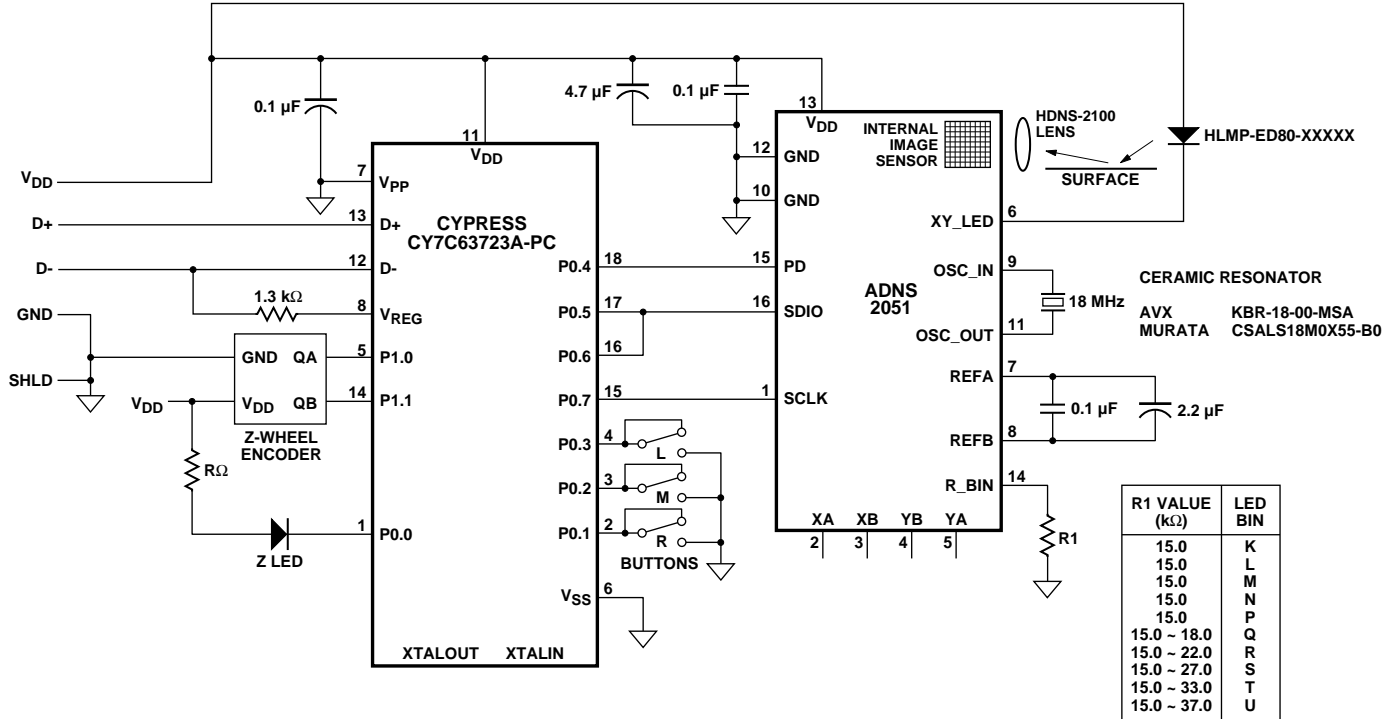 0.1 µF
4.7 µF
0.1 µF
V_DD
D+
D-
GND
SHLD
1.3 kΩ
GND QA
V_DD QB
V_DD
Z-WHEEL
ENCODER
RΩ
Z LED
11
V_DD
7 V_PP
13 D+
12 D-
8 V_REG
5 P1.0
14 P1.1
1 P0.0
CYPRESS
CY7C63723A-PC
P0.4 18
P0.5 17
P0.6 16
P0.7 15
P0.3 4
P0.2 3
P0.1 2
V_SS 6
XTALOUT XTALIN
L
M
R
BUTTONS
13
V_DD
12 GND
10 GND
15 PD
16 SDIO
1 SCLK
INTERNAL
IMAGE
SENSOR
ADNS
2051
XY_LED 6
OSC_IN 9
OSC_OUT 11
REFA 7
REFB 8
R_BIN 14
XA XB YB YA
2 3 4 5
HDNS-2100
LENS
SURFACE
HLMP-ED80-XXXXX
18 MHz
CERAMIC RESONATOR
AVX KBR-18-00-MSA
MURATA CSALS18M0X55-B0
0.1 µF
2.2 µF
R1
R1 VALUE LED
(kΩ) BIN
15.0 K
15.0 L
15.0 M
15.0 N
15.0 P
15.0 ~ 18.0 Q
15.0 ~ 22.0 R
15.0 ~ 27.0 S
15.0 ~ 33.0 T
15.0 ~ 37.0 U